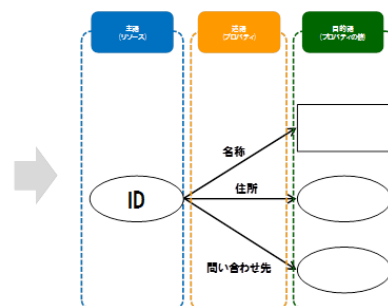 主語
(リソース)
述語
(プロパティ)
目的語
(プロパティの値)
名称
ID
住所
問い合わせ先